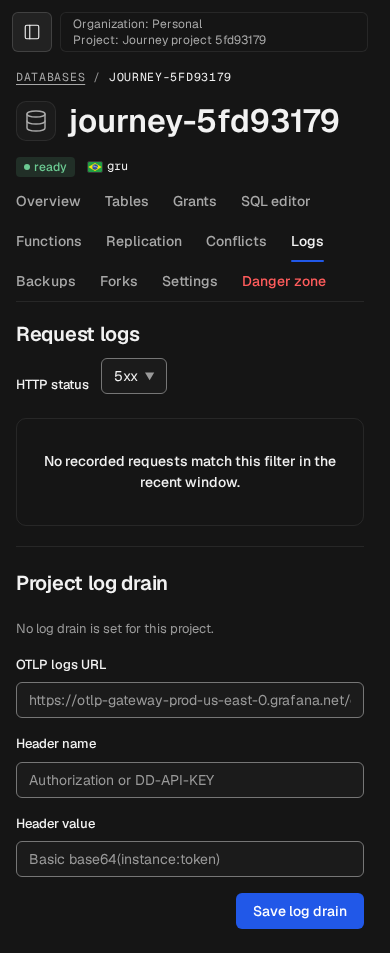 Organization: Personal
Project: Journey project 5fd93179
DATABASES / JOURNEY-5FD93179
journey-5fd93179
ready gru
Overview Tables Grants SQL editor
Functions Replication Conflicts Logs
Backups Forks Settings Danger zone
Request logs
HTTP status 5xx
No recorded requests match this filter in the
recent window.
Project log drain
No log drain is set for this project.
OTLP logs URL
https://otlp-gateway-prod-us-east-0.grafana.net/
Header name
Authorization or DD-API-KEY
Header value
Basic base64(instance:token)
Save log drain